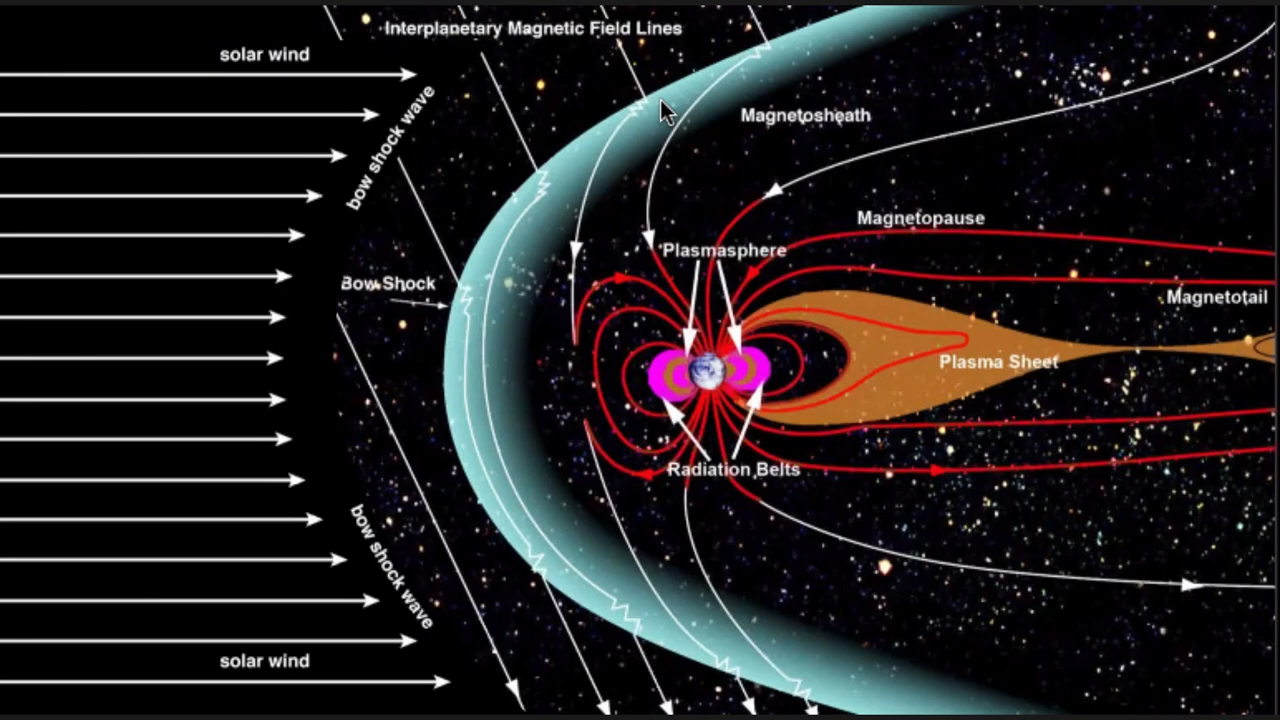 Interplanetary Magnetic Field Lines
solar wind
bow shock wave
Magnetosheath
Magnetopause
Plasmasphere
Bow Shock
Magnetotail
Plasma Sheet
Radiation Belts
bow shock wave
solar wind